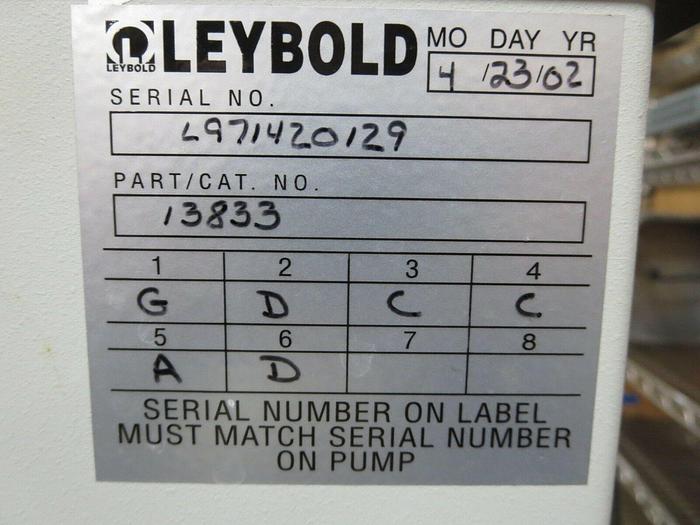 LEYBOLD LEYBOLD MO DAY YR
4/23/02
SERIAL NO.
L971420129
PART/CAT. NO.
13833
1 2 3 4
G D C C
5 6 7 8
A D
SERIAL NUMBER ON LABEL
MUST MATCH SERIAL NUMBER
ON PUMP